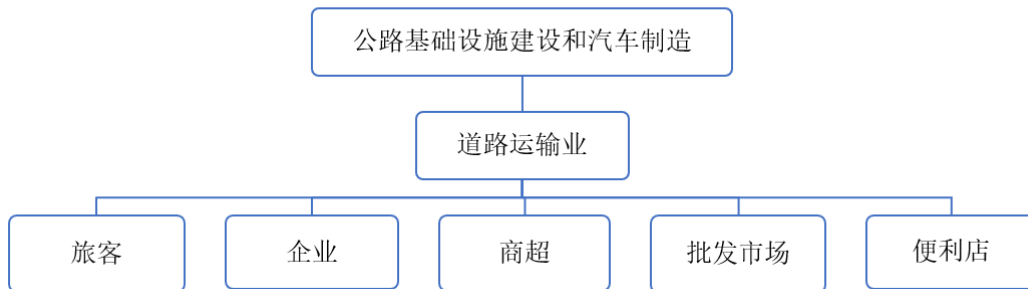 公路基础设施建设和汽车制造
道路运输业
旅客
企业
商超
批发市场
便利店